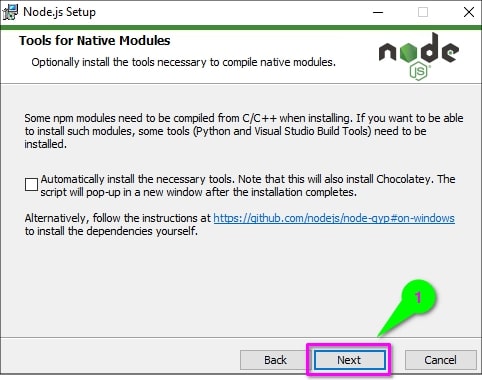 Node.js Setup
Tools for Native Modules
Optionally install the tools necessary to compile native modules.
node
JS
Some npm modules need to be compiled from C/C++ when installing. If you want to be able
to install such modules, some tools (Python and Visual Studio Build Tools) need to be
installed.
Automatically install the necessary tools. Note that this will also install Chocolatey. The
script will pop-up in a new window after the installation completes.
Alternatively, follow the instructions at https://github.com/nodejs/node-gyp#on-windows
to install the dependencies yourself.
1
Back
Next
Cancel